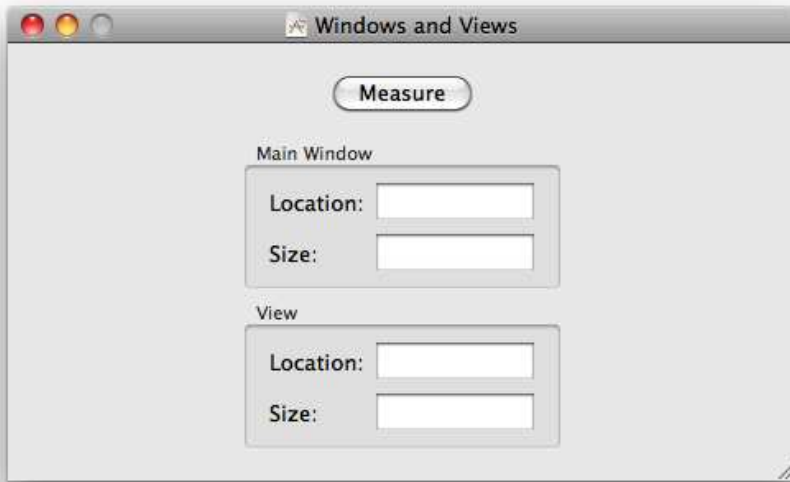 Windows and Views
Measure
Main Window
Location:
Size:
View
Location:
Size: